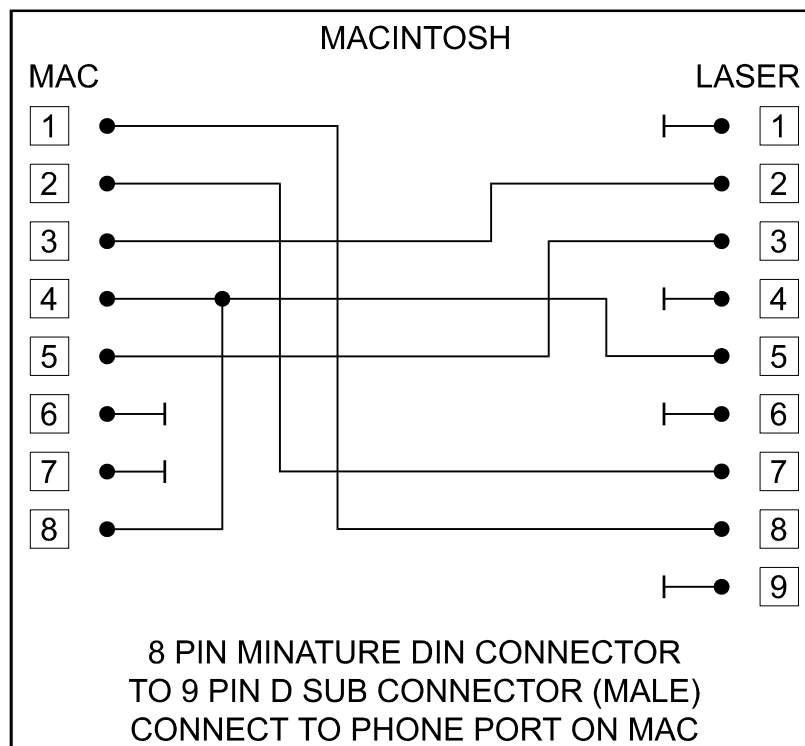 MACINTOSH
MAC LASER
1 1
2 2
3 3
4 4
5 5
6 6
7 7
8 8
9
8 PIN MINATURE DIN CONNECTOR
TO 9 PIN D SUB CONNECTOR (MALE)
CONNECT TO PHONE PORT ON MAC